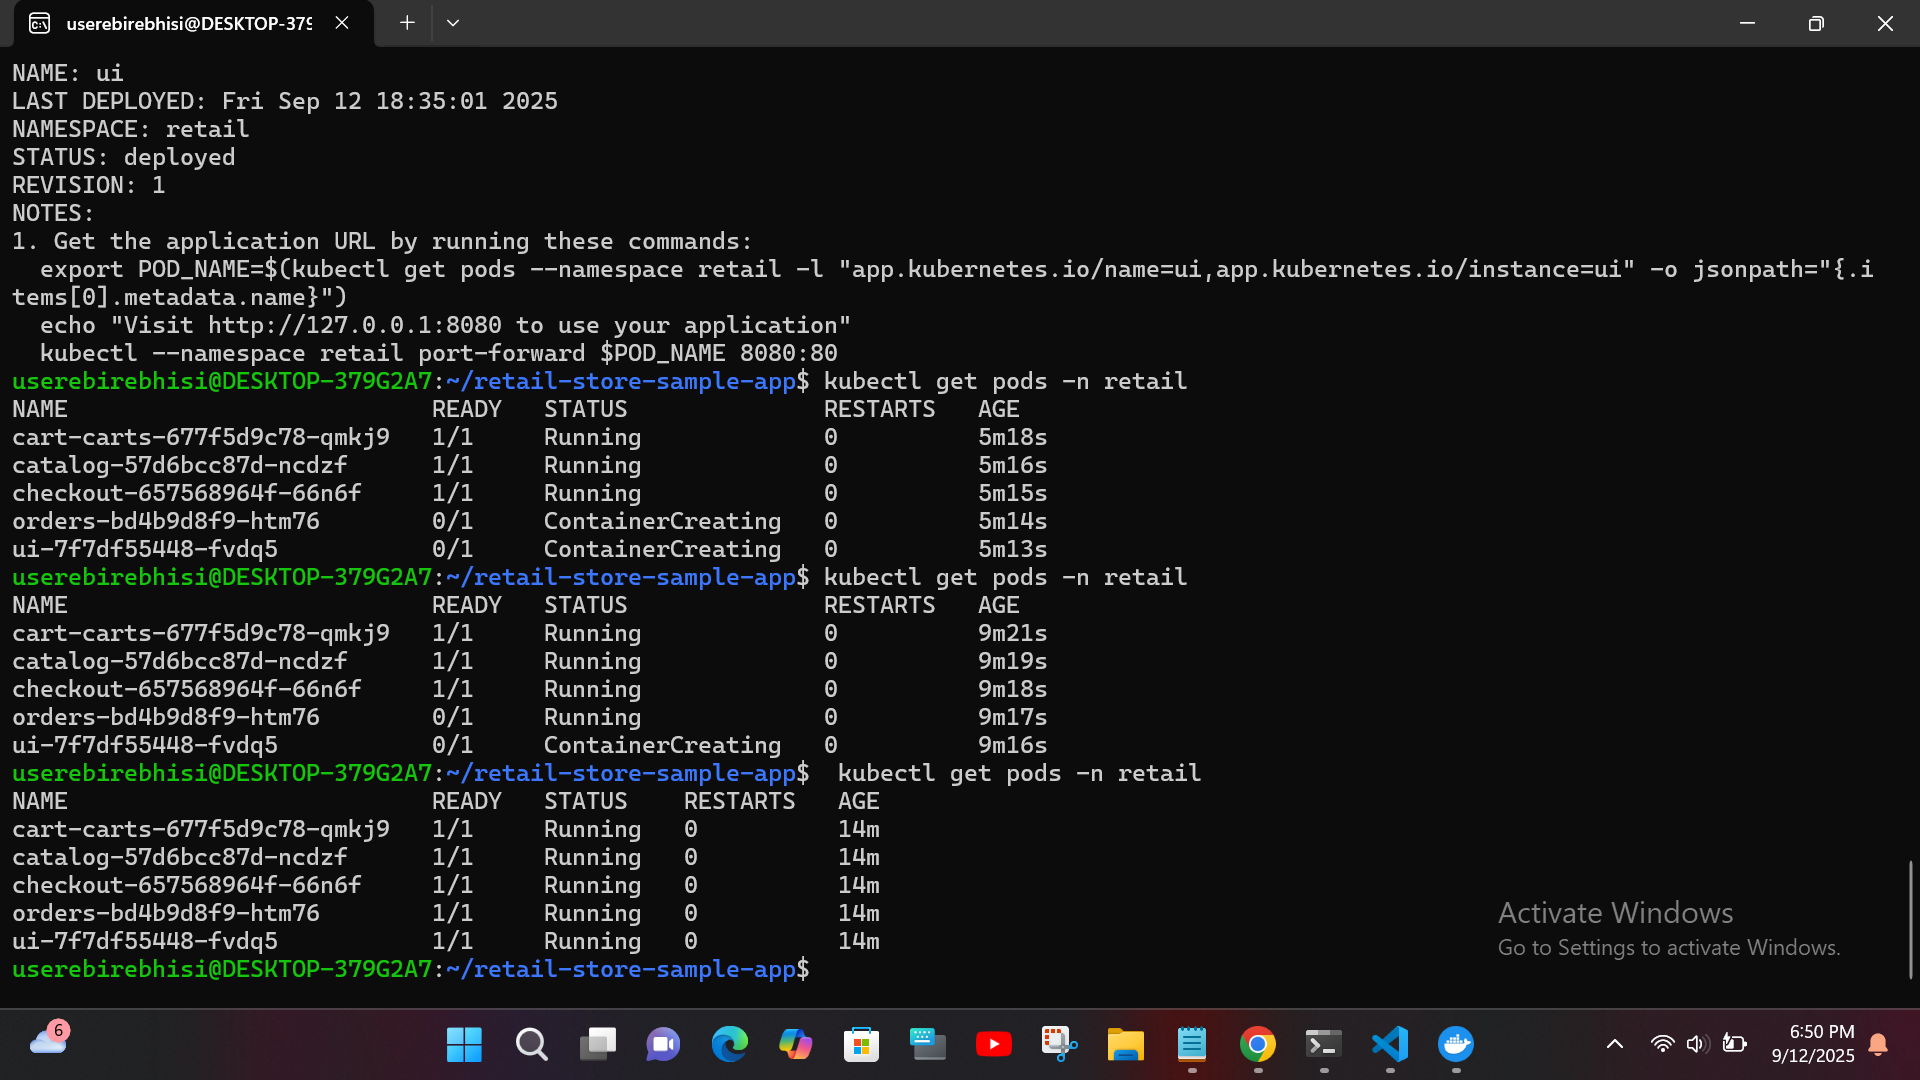 userebirebhisi@DESKTOP-379
NAME: ui
LAST DEPLOYED: Fri Sep 12 18:35:01 2025
NAMESPACE: retail
STATUS: deployed
REVISION: 1
NOTES:
1. Get the application URL by running these commands:
  export POD_NAME=$(kubectl get pods --namespace retail -l "app.kubernetes.io/name=ui,app.kubernetes.io/instance=ui" -o jsonpath="{.i
tems[0].metadata.name}")
  echo "Visit http://127.0.0.1:8080 to use your application"
  kubectl --namespace retail port-forward $POD_NAME 8080:80
userebirebhisi@DESKTOP-379G2A7:~/retail-store-sample-app$ kubectl get pods -n retail
NAME                          READY   STATUS              RESTARTS   AGE
cart-carts-677f5d9c78-qmkj9   1/1     Running             0          5m18s
catalog-57d6bcc87d-ncdzf      1/1     Running             0          5m16s
checkout-657568964f-66n6f     1/1     Running             0          5m15s
orders-bd4b9d8f9-htm76        0/1     ContainerCreating   0          5m14s
ui-7f7df55448-fvdq5           0/1     ContainerCreating   0          5m13s
userebirebhisi@DESKTOP-379G2A7:~/retail-store-sample-app$ kubectl get pods -n retail
NAME                          READY   STATUS              RESTARTS   AGE
cart-carts-677f5d9c78-qmkj9   1/1     Running             0          9m21s
catalog-57d6bcc87d-ncdzf      1/1     Running             0          9m19s
checkout-657568964f-66n6f     1/1     Running             0          9m18s
orders-bd4b9d8f9-htm76        0/1     Running             0          9m17s
ui-7f7df55448-fvdq5           0/1     ContainerCreating   0          9m16s
userebirebhisi@DESKTOP-379G2A7:~/retail-store-sample-app$  kubectl get pods -n retail
NAME                          READY   STATUS    RESTARTS   AGE
cart-carts-677f5d9c78-qmkj9   1/1     Running   0          14m
catalog-57d6bcc87d-ncdzf      1/1     Running   0          14m
checkout-657568964f-66n6f     1/1     Running   0          14m
orders-bd4b9d8f9-htm76        1/1     Running   0          14m
ui-7f7df55448-fvdq5           1/1     Running   0          14m
userebirebhisi@DESKTOP-379G2A7:~/retail-store-sample-app$
Activate Windows
Go to Settings to activate Windows.
6
6:50 PM
9/12/2025